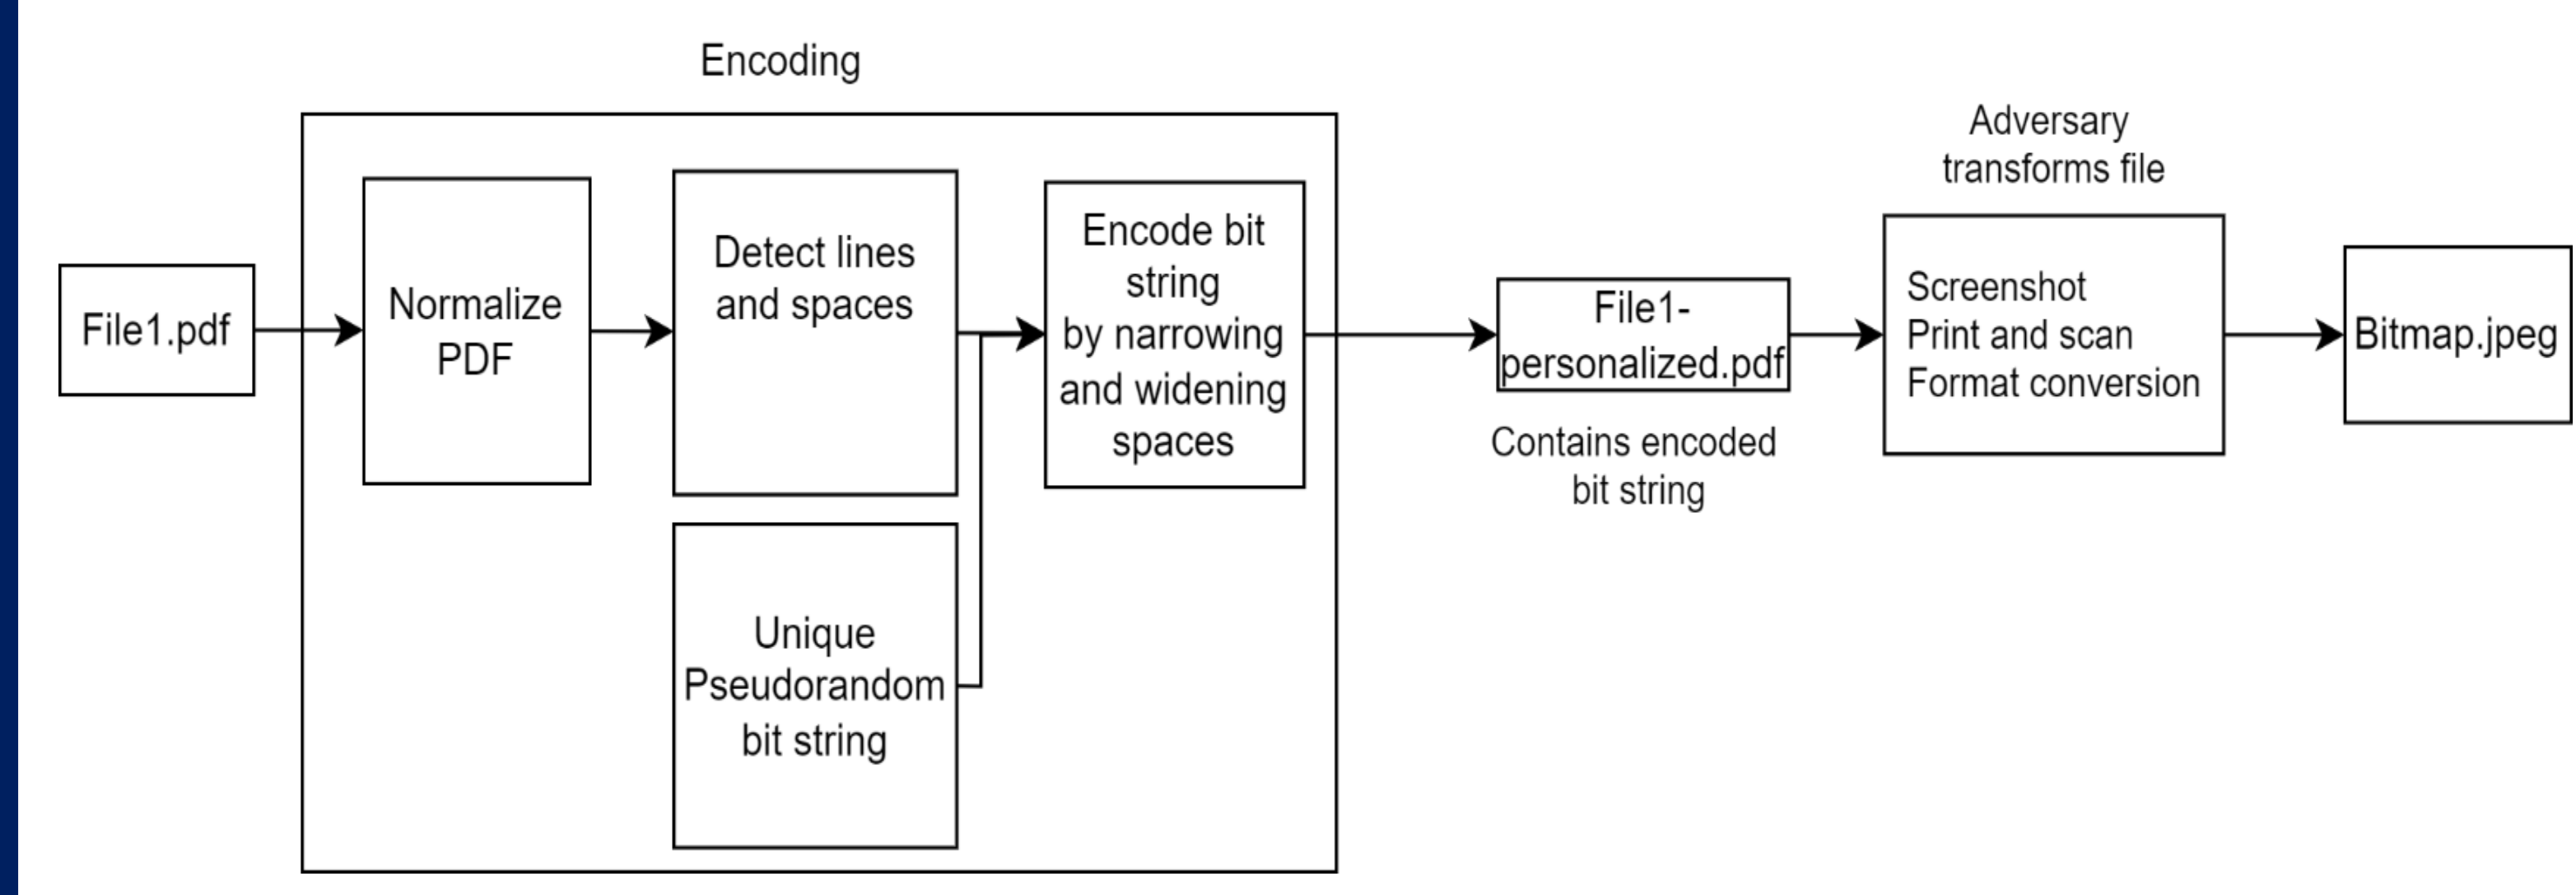 Encoding
File1.pdf
Normalize
PDF
Detect lines
and spaces
Unique
Pseudorandom
bit string
Encode bit
string
by narrowing
and widening
spaces
File1-
personalized.pdf
Contains encoded
bit string
Adversary
transforms file
Screenshot
Print and scan
Format conversion
Bitmap.jpeg